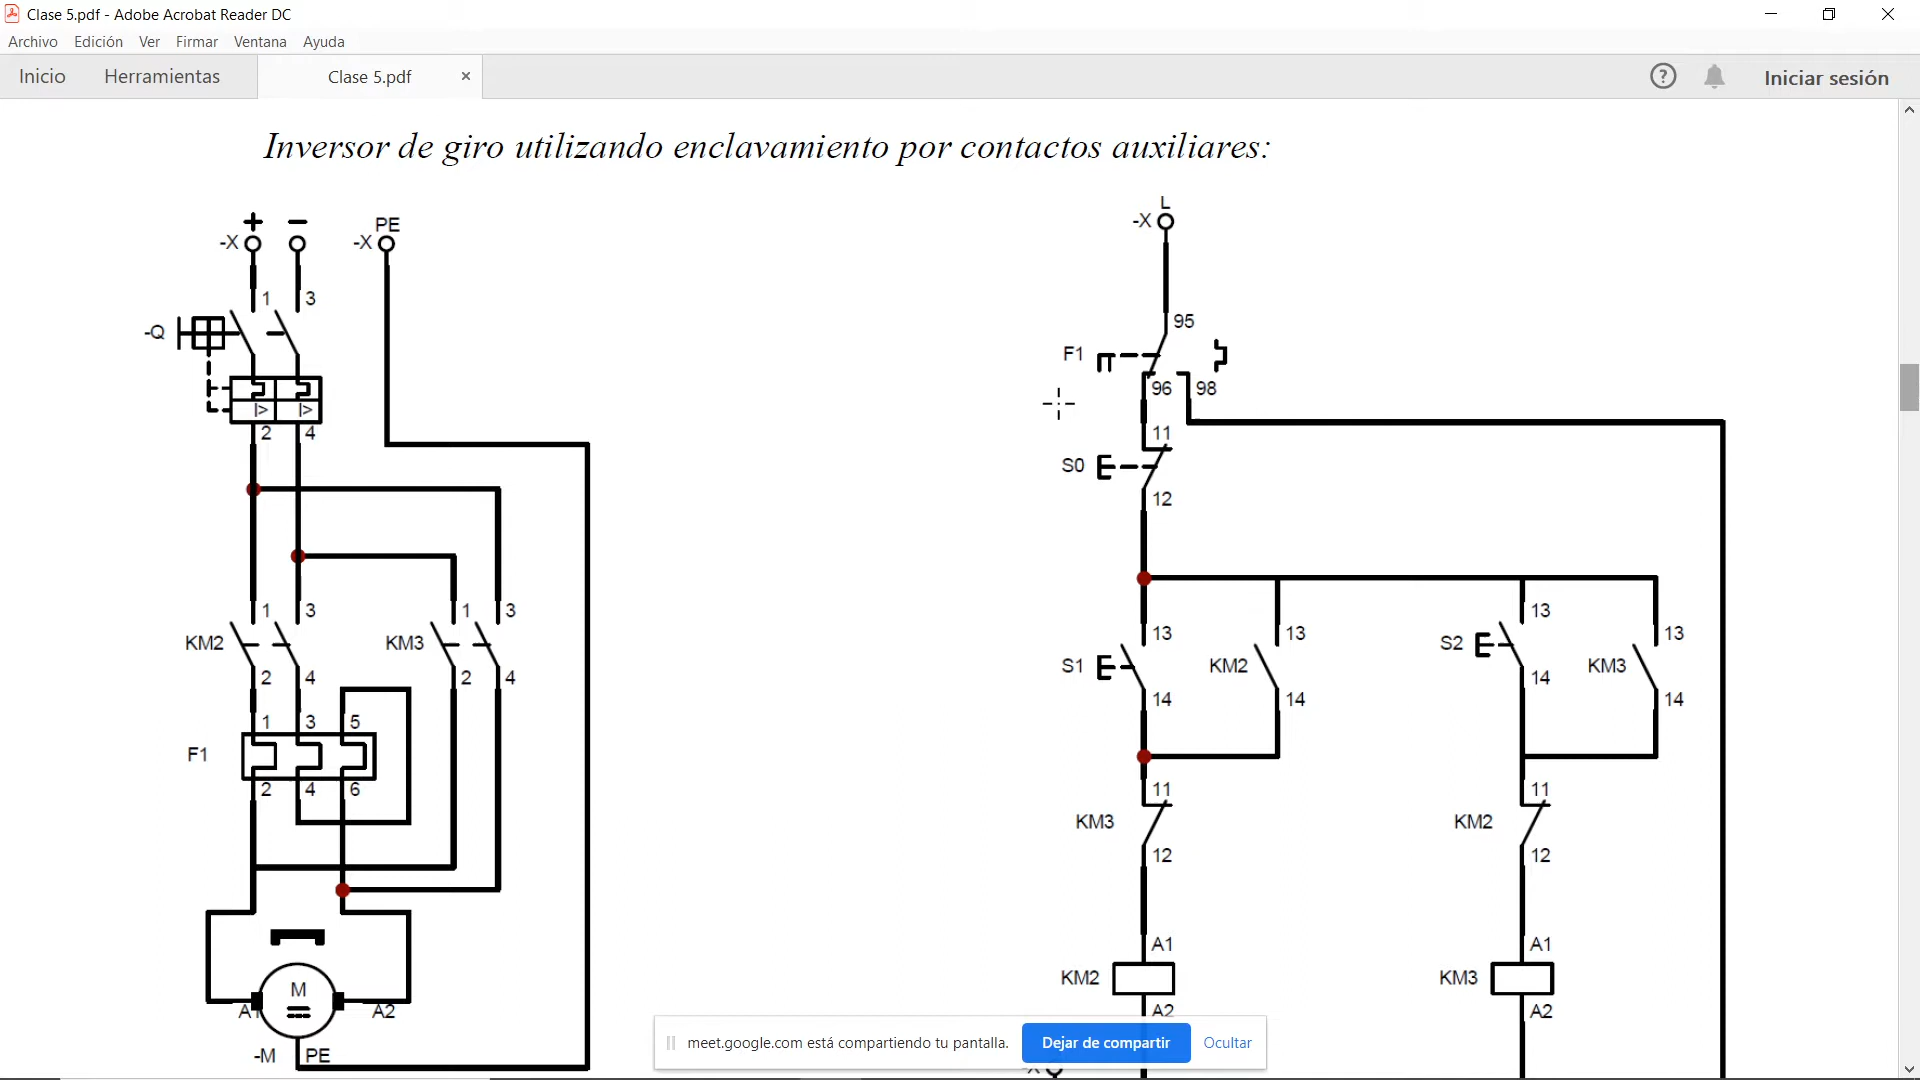 Clase 5.pdf - Adobe Acrobat Reader DC
Archivo Edición Ver Firmar Ventana Ayuda
Inicio Herramientas Clase 5.pdf × ? Iniciar sesión
Inversor de giro utilizando enclavamiento por contactos auxiliares:
+ −
-X
PE
-X
1 3
-Q
I> I>
2 4
1 3
KM2
2 4
1 3
KM3
2 4
1 3 5
F1
2 4 6
M
A1 A2
-M PE
L
-X
95
F1
96 98
11
S0
12
13
S1
14
13
KM2
14
13
S2
14
13
KM3
14
11
KM3
12
11
KM2
12
A1
KM2
A2
A1
KM3
A2
-X
meet.google.com está compartiendo tu pantalla. Dejar de compartir Ocultar